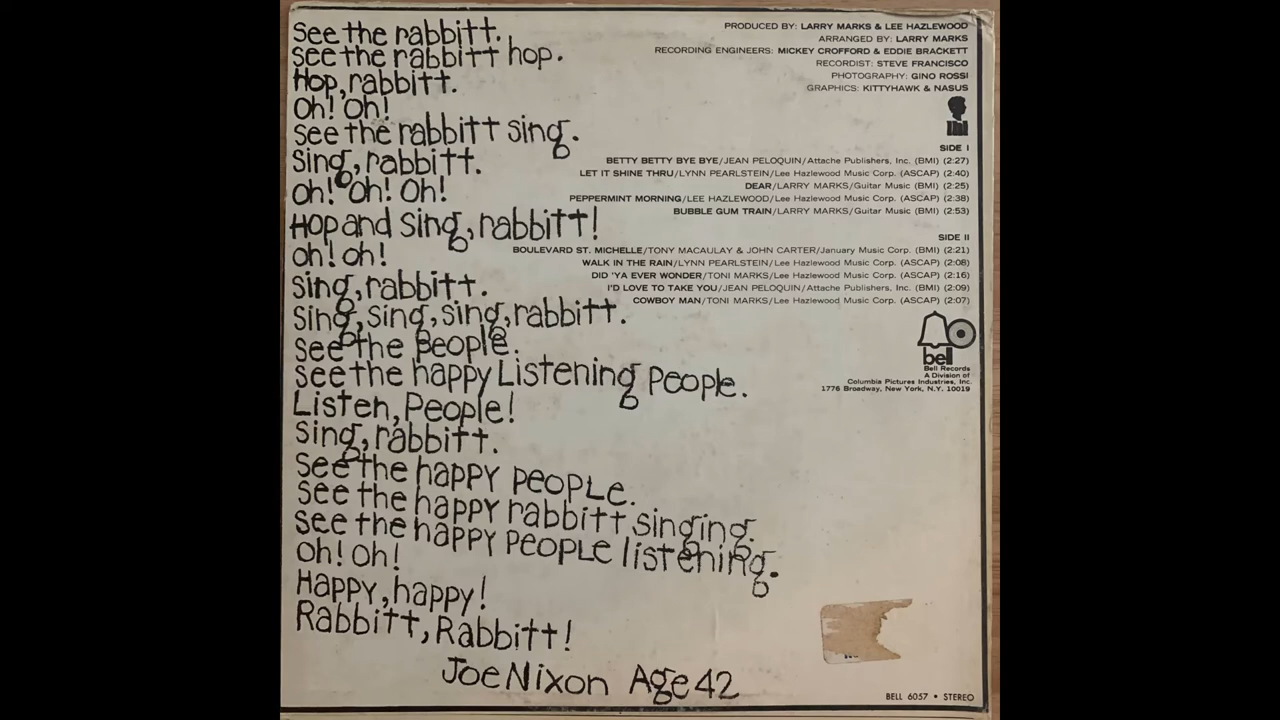 See the rabbitt.
see the rabbitt hop.
Hop, rabbitt.
Oh! Oh!
See the rabbitt sing.
Sing, rabbitt.
Oh! Oh! Oh!
Hop and Sing, rabbitt!
Oh! Oh!
Sing, rabbitt.
Sing, sing, sing, rabbitt.
See the People.
See the happy Listening People.
Listen, People!
Sing, rabbitt.
See the happy people.
See the happy rabbitt singing.
See the happy people listening.
Oh! Oh!
Happy, happy!
Rabbitt, Rabbitt!
Joe Nixon Age 42
PRODUCED BY: LARRY MARKS & LEE HAZLEWOOD
ARRANGED BY: LARRY MARKS
RECORDING ENGINEERS: MICKEY CROFFORD & EDDIE BRACKETT
RECORDIST: STEVE FRANCISCO
PHOTOGRAPHY: GINO ROSSI
GRAPHICS: KITTYHAWK & NASUS
lhi
SIDE I
BETTY BETTY BYE BYE/JEAN PELOQUIN/Attache Publishers, Inc. (BMI) (2:27)
LET IT SHINE THRU/LYNN PEARLSTEIN/Lee Hazlewood Music Corp. (ASCAP) (2:40)
DEAR/LARRY MARKS/Guitar Music (BMI) (2:25)
PEPPERMINT MORNING/LEE HAZLEWOOD/Lee Hazlewood Music Corp. (ASCAP) (2:38)
BUBBLE GUM TRAIN/LARRY MARKS/Guitar Music (BMI) (2:53)
SIDE II
BOULEVARD ST. MICHELLE/TONY MACAULAY & JOHN CARTER/January Music Corp. (BMI) (2:21)
WALK IN THE RAIN/LYNN PEARLSTEIN/Lee Hazlewood Music Corp. (ASCAP) (2:08)
DID 'YA EVER WONDER/TONI MARKS/Lee Hazlewood Music Corp. (ASCAP) (2:16)
I'D LOVE TO TAKE YOU/JEAN PELOQUIN/Attache Publishers, Inc. (BMI) (2:09)
COWBOY MAN/TONI MARKS/Lee Hazlewood Music Corp. (ASCAP) (2:07)
bell
Bell Records
A Division of
Columbia Pictures Industries, Inc.
1776 Broadway, New York, N.Y. 10019
BELL 6057 • STEREO